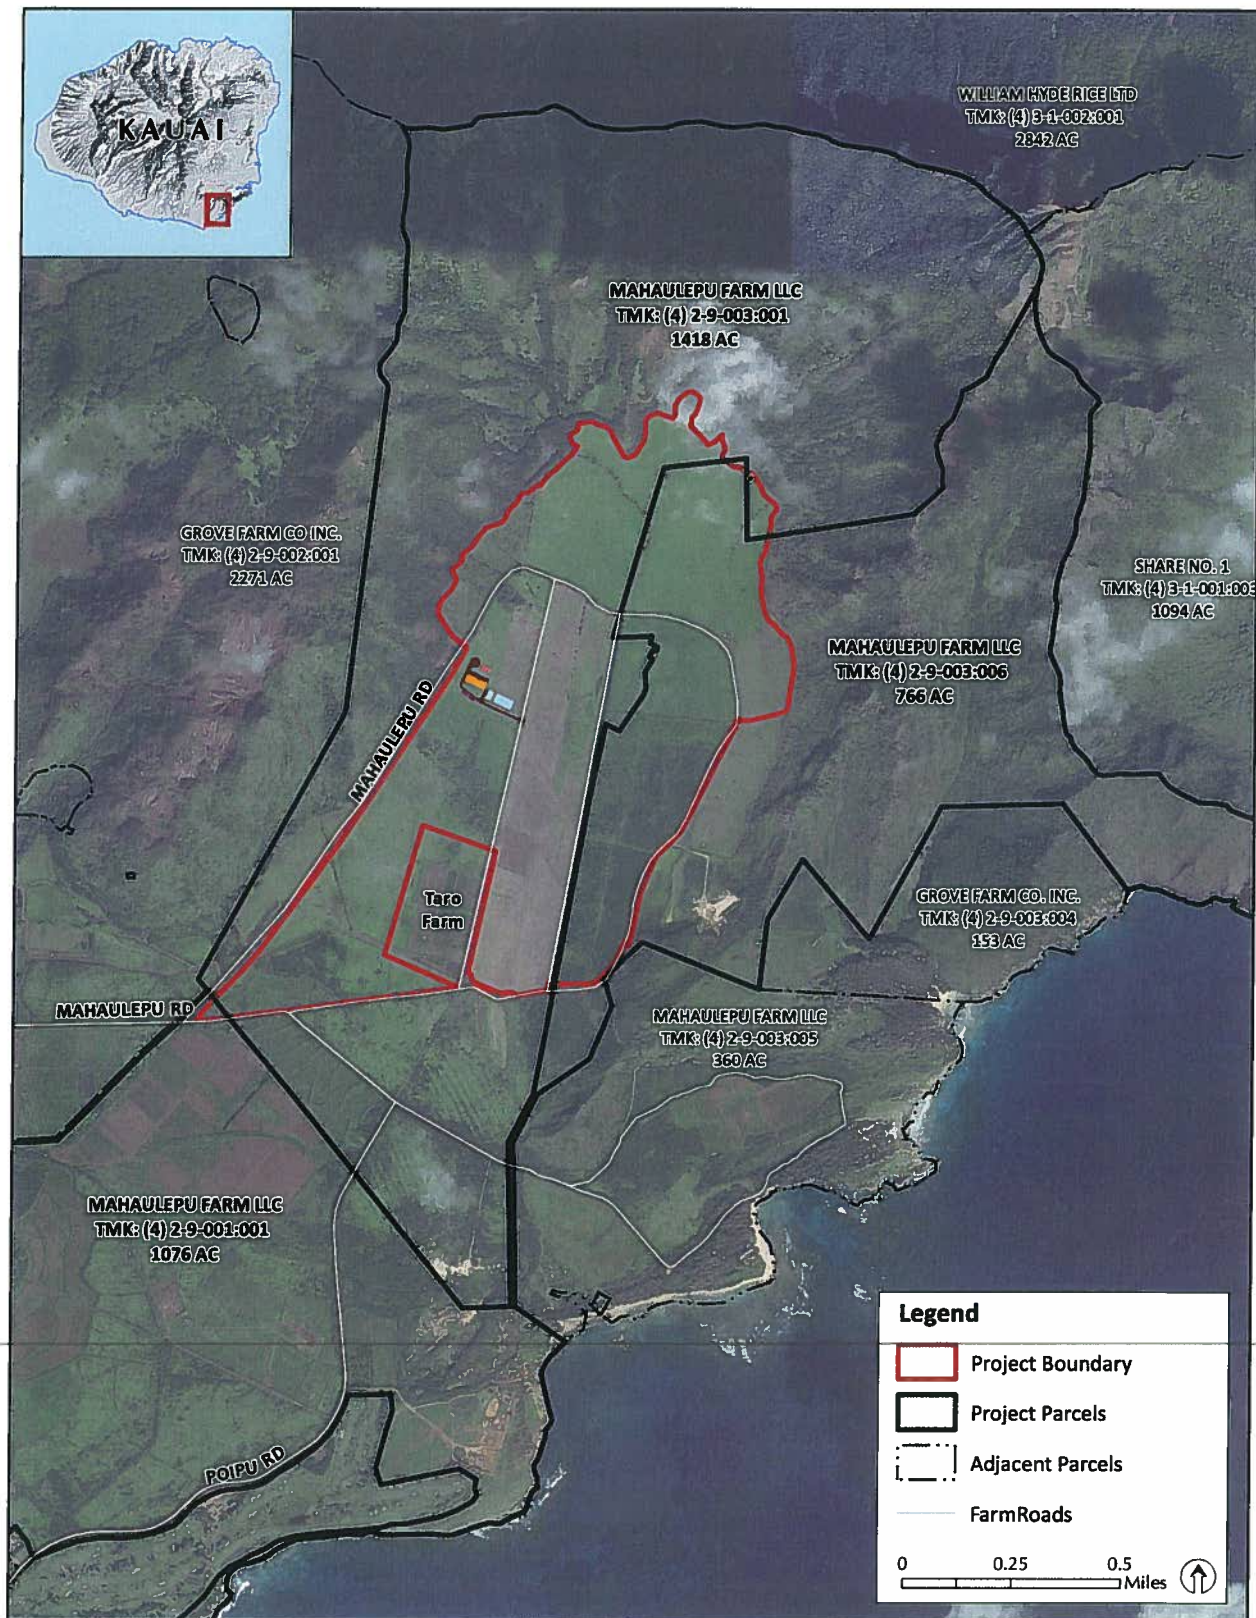 KAUAI
WILLIAM HYDE RICE LTD
TMK: (4) 3-1-002:001
2842 AC
MAHAULEPU FARM LLC
TMK: (4) 2-9-003:001
1418 AC
GROVE FARM CO INC.
TMK: (4) 2-9-002:001
2271 AC
SHARE NO. 1
TMK: (4) 3-1-001:003
1094 AC
MAHAULEPU FARM LLC
TMK: (4) 2-9-003:006
766 AC
MAHAULEPU RD
Taro
Farm
GROVE FARM CO. INC.
TMK: (4) 2-9-003:004
153 AC
MAHAULEPU RD
MAHAULEPU FARM LLC
TMK: (4) 2-9-003:005
360 AC
MAHAULEPU FARM LLC
TMK: (4) 2-9-001:001
1076 AC
POIPU RD
Legend
Project Boundary
Project Parcels
Adjacent Parcels
FarmRoads
0 0.25 0.5
Miles